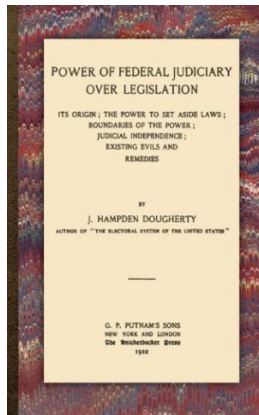 POWER OF FEDERAL JUDICIARY
OVER LEGISLATION
ITS ORIGIN; THE POWER TO SET ASIDE LAWS;
BOUNDARIES OF THE POWER;
JUDICIAL INDEPENDENCE;
EXISTING EVILS AND
REMEDIES
BY
J. HAMPDEN DOUGHERTY
AUTHOR OF "THE ELECTORAL SYSTEM OF THE UNITED STATES"
G. P. PUTNAM'S SONS
NEW YORK AND LONDON
The Knickerbocker Press
1912